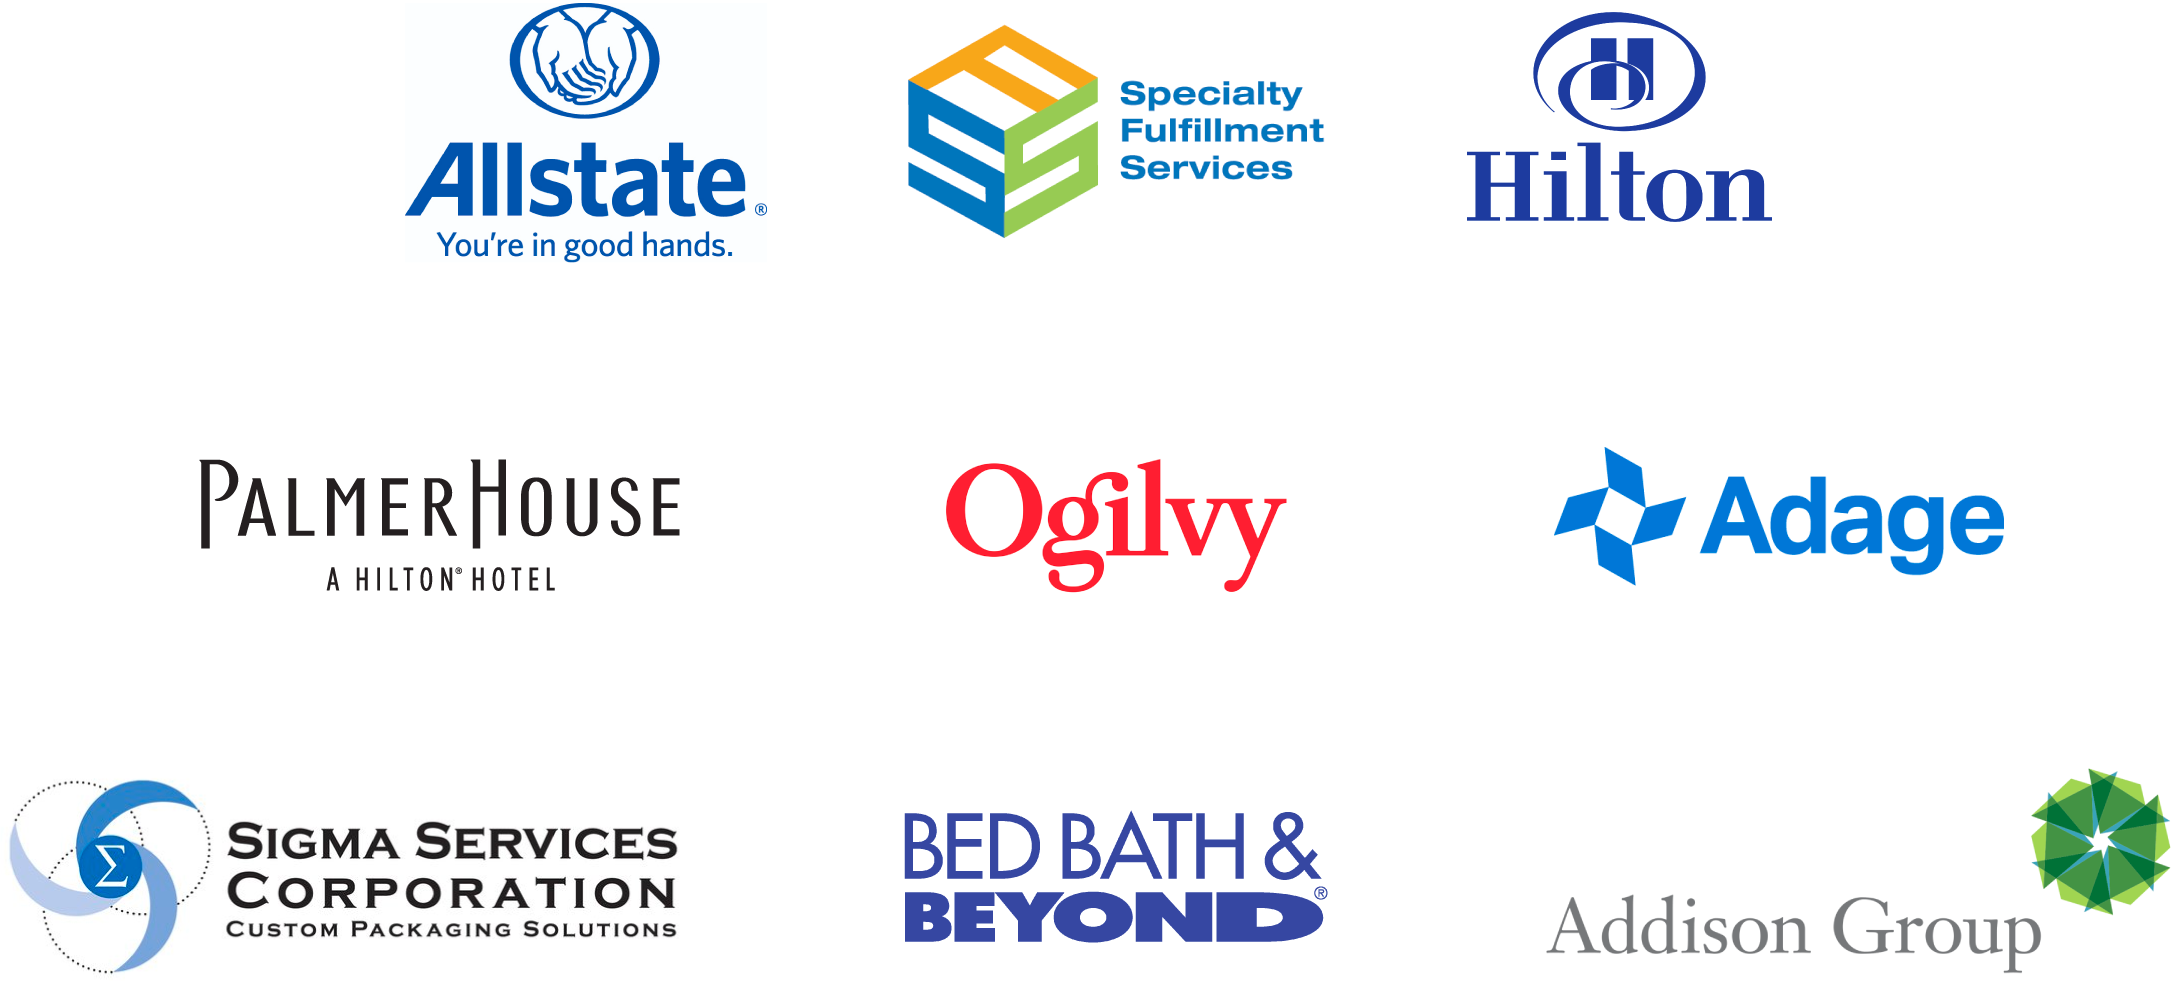 Allstate®
You're in good hands.
FSS
Specialty
Fulfillment
Services
H
Hilton
PALMER HOUSE
A HILTON® HOTEL
Ogilvy
Adage
Σ
SIGMA SERVICES
CORPORATION
CUSTOM PACKAGING SOLUTIONS
BED BATH &
BEYOND®
Addison Group